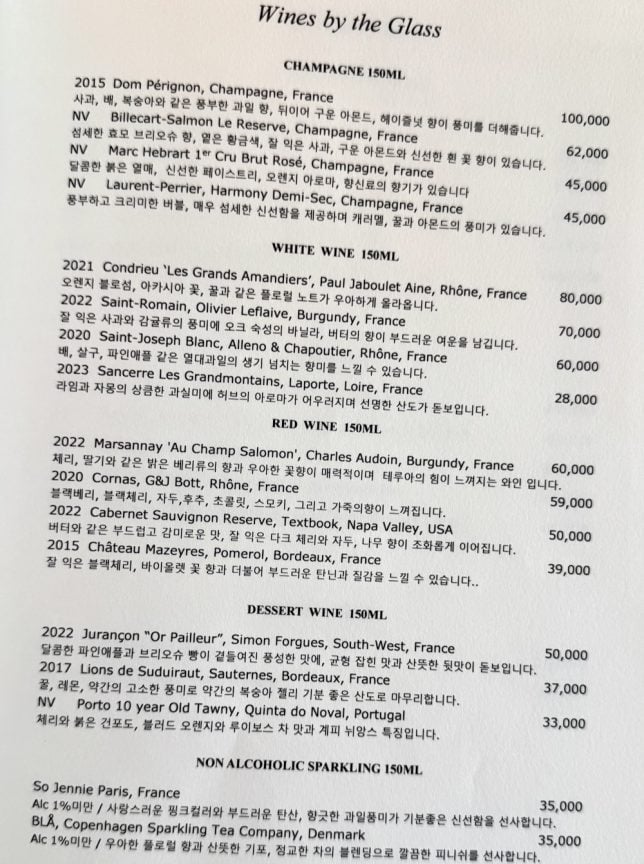 Wines by the Glass
CHAMPAGNE 150ML
2015 Dom Pérignon, Champagne, France
사과, 배, 복숭아와 같은 풍부한 과일 향, 뒤이어 구운 아몬드, 헤이즐넛 향이 풍미를 더해줍니다. 100,000
NV Billecart-Salmon Le Reserve, Champagne, France
섬세한 효모 브리오슈 향, 옅은 황금색, 잘 익은 사과, 구운 아몬드와 신선한 흰 꽃 향이 있습니다. 62,000
NV Marc Hebrart 1er Cru Brut Rosé, Champagne, France
달콤한 붉은 열매, 신선한 페이스트리, 오렌지 아로마, 향신료의 향기가 있습니다 45,000
NV Laurent-Perrier, Harmony Demi-Sec, Champagne, France
풍부하고 크리미한 버블, 매우 섬세한 신선함을 제공하며 캐러멜, 꿀과 아몬드의 풍미가 있습니다. 45,000
WHITE WINE 150ML
2021 Condrieu ‘Les Grands Amandiers’, Paul Jaboulet Aine, Rhône, France 80,000
오렌지 블로섬, 아카시아 꽃, 꿀과 같은 플로럴 노트가 우아하게 올라옵니다.
2022 Saint-Romain, Olivier Leflaive, Burgundy, France 70,000
잘 익은 사과와 감귤류의 풍미에 오크 숙성의 바닐라, 버터의 향이 부드러운 여운을 남깁니다.
2020 Saint-Joseph Blanc, Alleno & Chapoutier, Rhône, France 60,000
배, 살구, 파인애플 같은 열대과일의 생기 넘치는 향미를 느낄 수 있습니다.
2023 Sancerre Les Grandmontains, Laporte, Loire, France 28,000
라임과 자몽의 상큼한 과실미에 허브의 아로마가 어우러지며 선명한 산도가 돋보입니다.
RED WINE 150ML
2022 Marsannay 'Au Champ Salomon', Charles Audoin, Burgundy, France 60,000
체리, 딸기와 같은 밝은 베리류의 향과 우아한 꽃향이 매력적이며 테루아의 힘이 느껴지는 와인 입니다.
2020 Cornas, G&J Bott, Rhône, France 59,000
블랙베리, 블랙체리, 자두,후추, 초콜릿, 스모키, 그리고 가죽의향이 느껴집니다.
2022 Cabernet Sauvignon Reserve, Textbook, Napa Valley, USA 50,000
버터와 같은 부드럽고 감미로운 맛, 잘 익은 다크 체리와 자두, 나무 향이 조화롭게 이어집니다.
2015 Château Mazeyres, Pomerol, Bordeaux, France 39,000
잘 익은 블랙체리, 바이올렛 꽃 향과 더불어 부드러운 탄닌과 질감을 느낄 수 있습니다..
DESSERT WINE 150ML
2022 Jurançon “Or Pailleur”, Simon Forgues, South-West, France 50,000
달콤한 파인애플과 브리오슈 빵이 곁들여진 풍성한 맛에, 균형 잡힌 맛과 산뜻한 뒷맛이 돋보입니다.
2017 Lions de Suduiraut, Sauternes, Bordeaux, France 37,000
꿀, 레몬, 약간의 고소한 풍미로 약간의 복숭아 젤리 기분 좋은 산도로 마무리합니다.
NV Porto 10 year Old Tawny, Quinta do Noval, Portugal 33,000
체리와 붉은 건포도, 블러드 오렌지와 루이보스 차 맛과 계피 뉘앙스 특징입니다.
NON ALCOHOLIC SPARKLING 150ML
So Jennie Paris, France 35,000
Alc 1%미만 / 사랑스러운 핑크컬러와 부드러운 탄산, 향긋한 과일풍미가 기분좋은 신선함을 선사합니다.
BLÅ, Copenhagen Sparkling Tea Company, Denmark 35,000
Alc 1%미만 / 우아한 플로럴 향과 산뜻한 기포, 정교한 차의 블렌딩으로 깔끔한 피니쉬를 선사합니다.